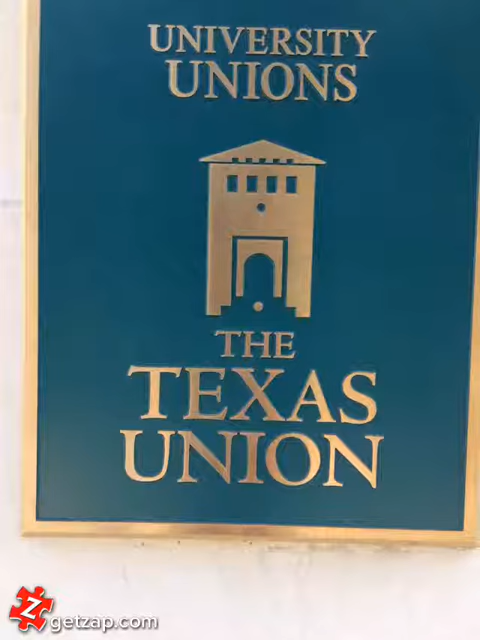 UNIVERSITY
UNIONS
THE
TEXAS
UNION
Z
getzap.com